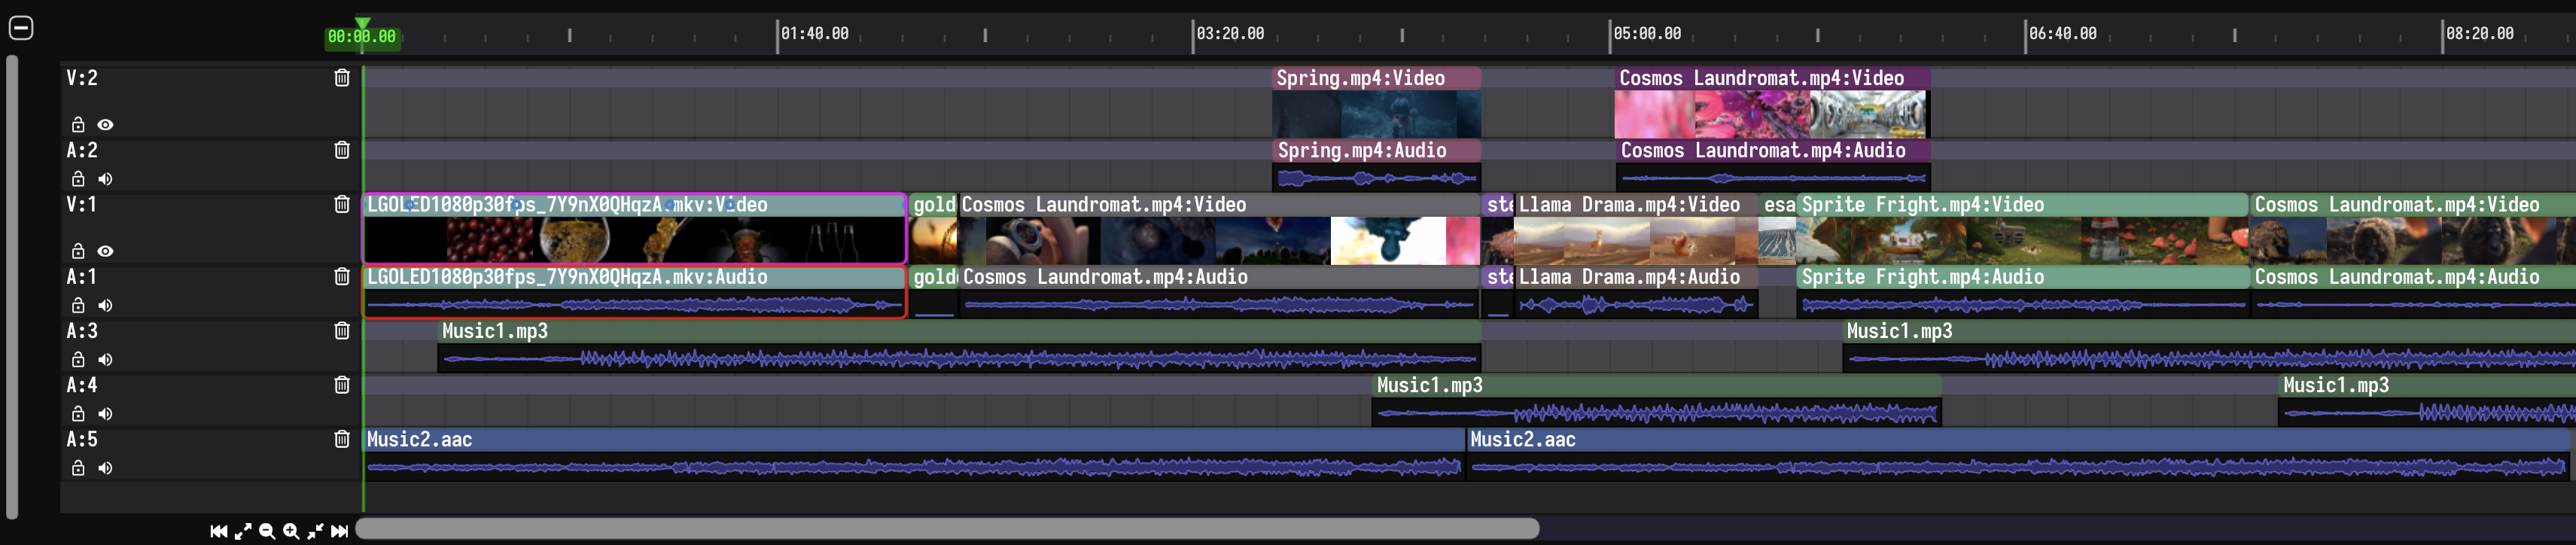 00:00.00 01:40.00 03:20.00 05:00.00 06:40.00 08:20.00
V:2 Spring.mp4:Video Cosmos Laundromat.mp4:Video
A:2 Spring.mp4:Audio Cosmos Laundromat.mp4:Audio
V:1 LGOLED1080p30fps_7Y9nX0QHqzA.mkv:Video gold Cosmos Laundromat.mp4:Video ste Llama Drama.mp4:Video esa Sprite Fright.mp4:Video Cosmos Laundromat.mp4:Video
A:1 LGOLED1080p30fps_7Y9nX0QHqzA.mkv:Audio gold Cosmos Laundromat.mp4:Audio ste Llama Drama.mp4:Audio Sprite Fright.mp4:Audio Cosmos Laundromat.mp4:Audio
A:3 Music1.mp3 Music1.mp3
A:4 Music1.mp3 Music1.mp3
A:5 Music2.aac Music2.aac